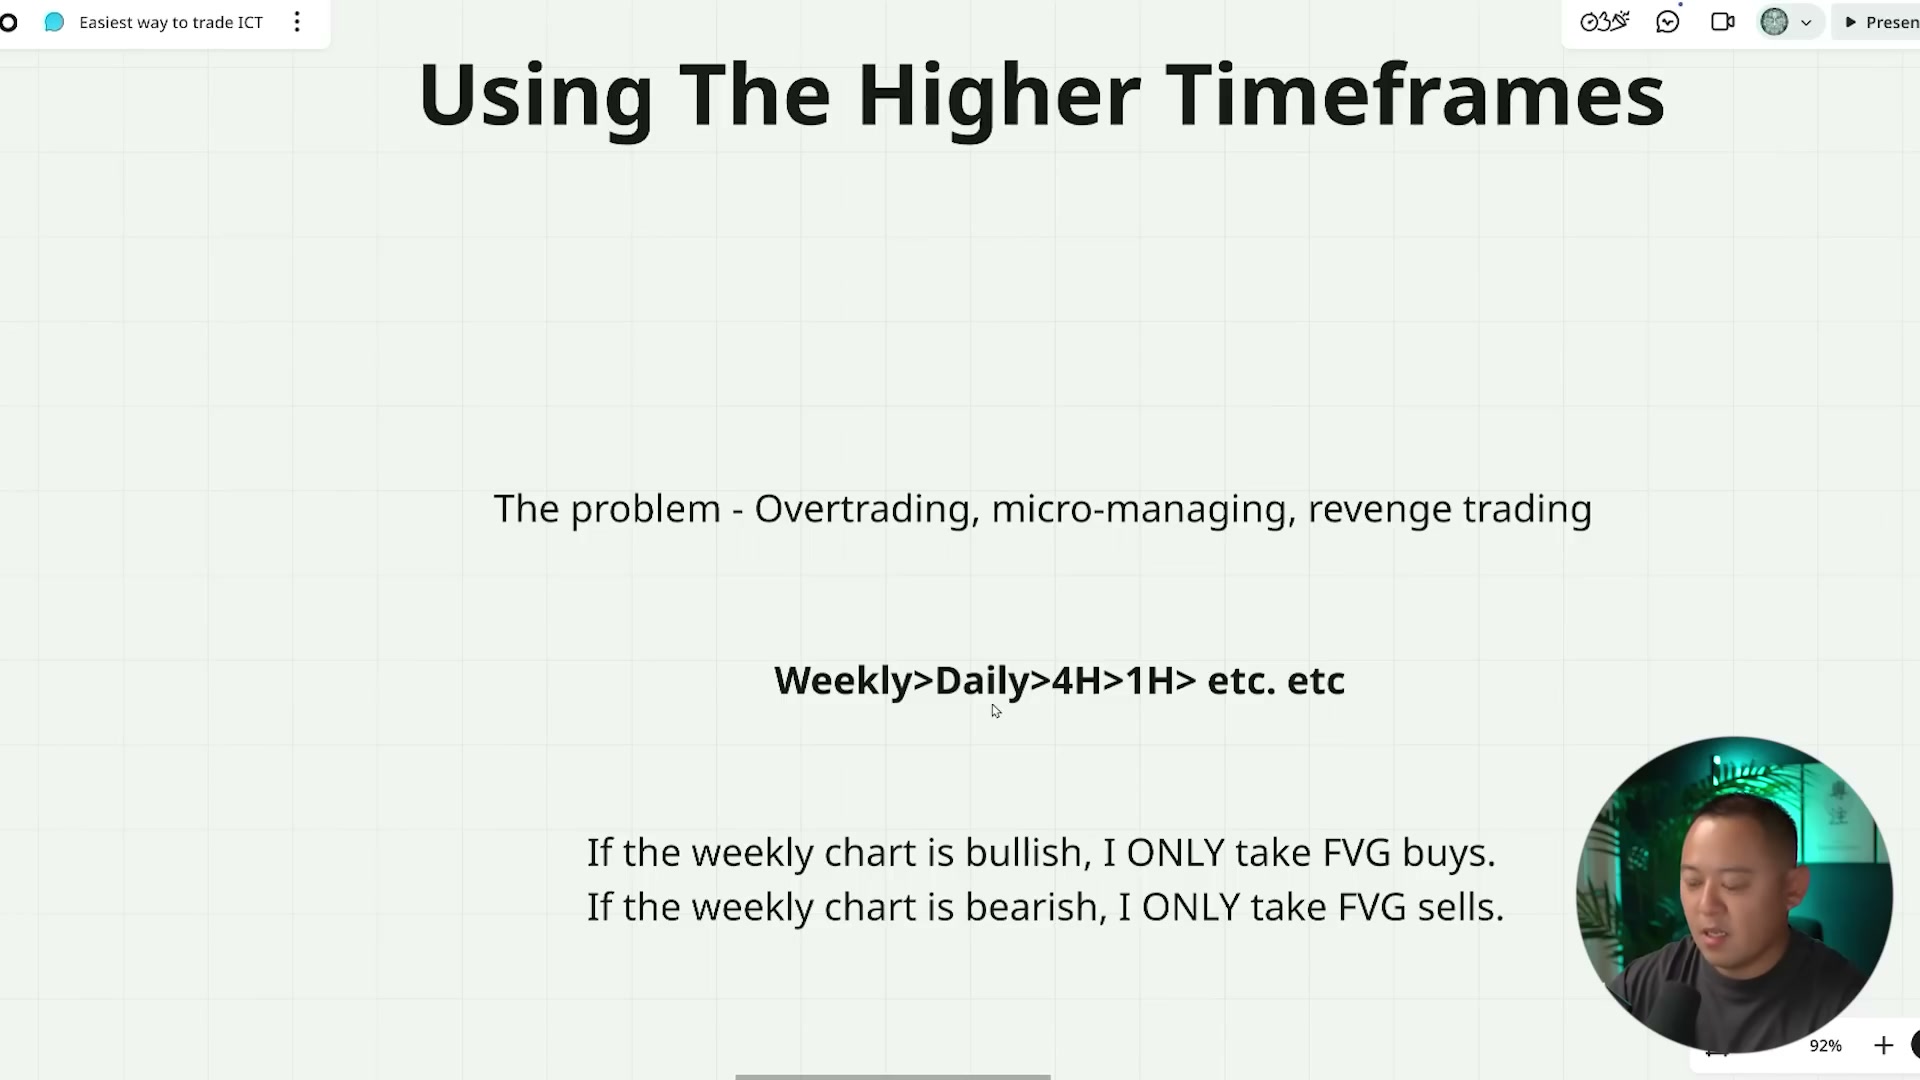 Easiest way to trade ICT
Presen
Using The Higher Timeframes
The problem - Overtrading, micro-managing, revenge trading
Weekly>Daily>4H>1H> etc. etc
If the weekly chart is bullish, I ONLY take FVG buys.
If the weekly chart is bearish, I ONLY take FVG sells.
92%